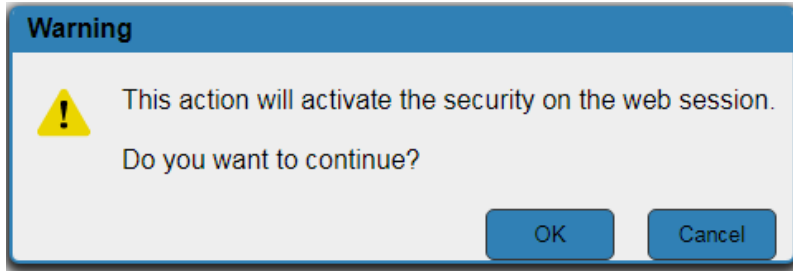 Warning
This action will activate the security on the web session.
Do you want to continue?
OK
Cancel